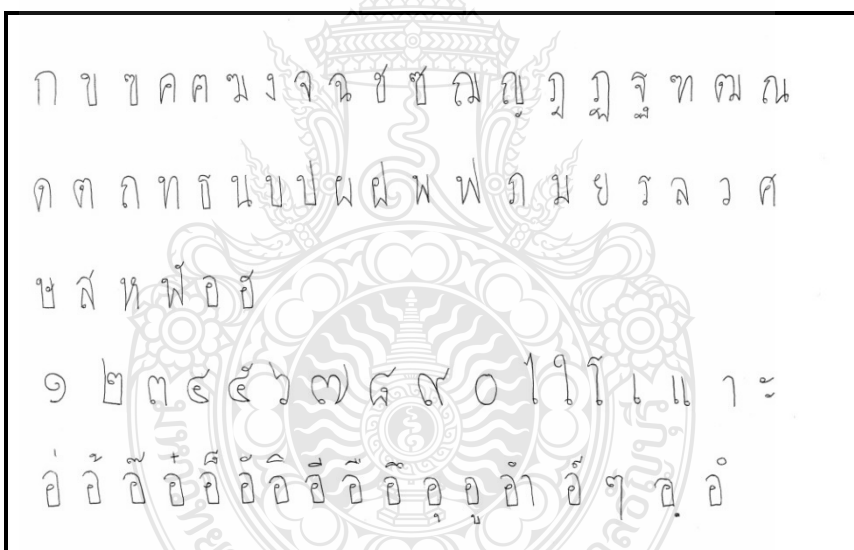 ก ข ฃ ค ฅ ฆ ง จ ฉ ช ซ ฌ ญ ฎ ฏ ฐ ฑ ฒ ณ
ด ต ถ ท ธ น บ ป ผ ฝ พ ฟ ภ ม ย ร ล ว ศ
ษ ส ห ฬ อ ฮ
๑ ๒ ๓ ๔ ๕ ๖ ๗ ๘ ๙ ๐ ไ ใ โ เ แ า ะ
อ่ อ้ อ๊ อ๋ อ็ อั อิ อี อื อึ อุ อู อำ อ์ ๆ อฺ อํ